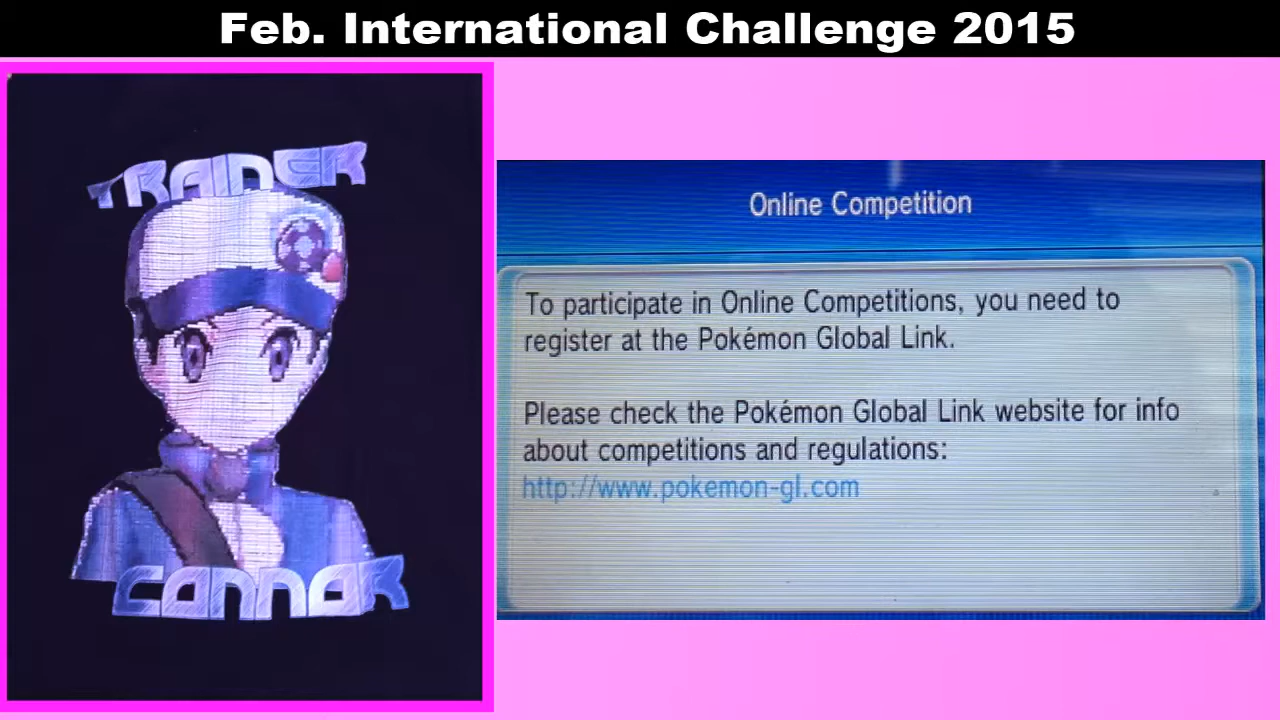 Feb. International Challenge 2015
TRAINER
CONNOR
Online Competition
To participate in Online Competitions, you need to
register at the Pokémon Global Link.
Please check the Pokémon Global Link website for info
about competitions and regulations:
http://www.pokemon-gl.com